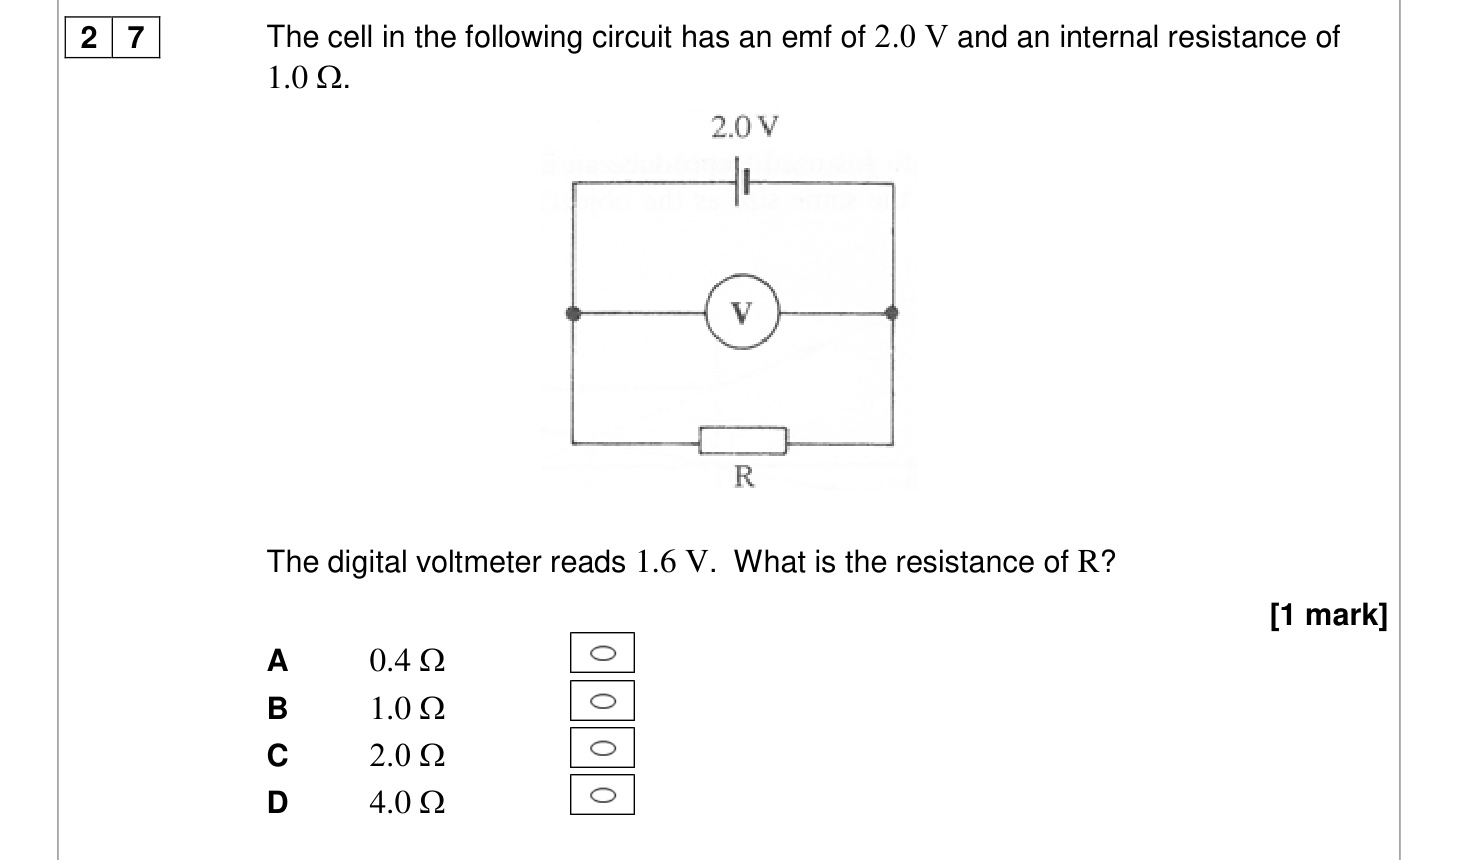 2 7
The cell in the following circuit has an emf of 2.0 V and an internal resistance of
1.0 Ω.
2.0 V
V
R
The digital voltmeter reads 1.6 V. What is the resistance of R?
[1 mark]
A 0.4 Ω
B 1.0 Ω
C 2.0 Ω
D 4.0 Ω